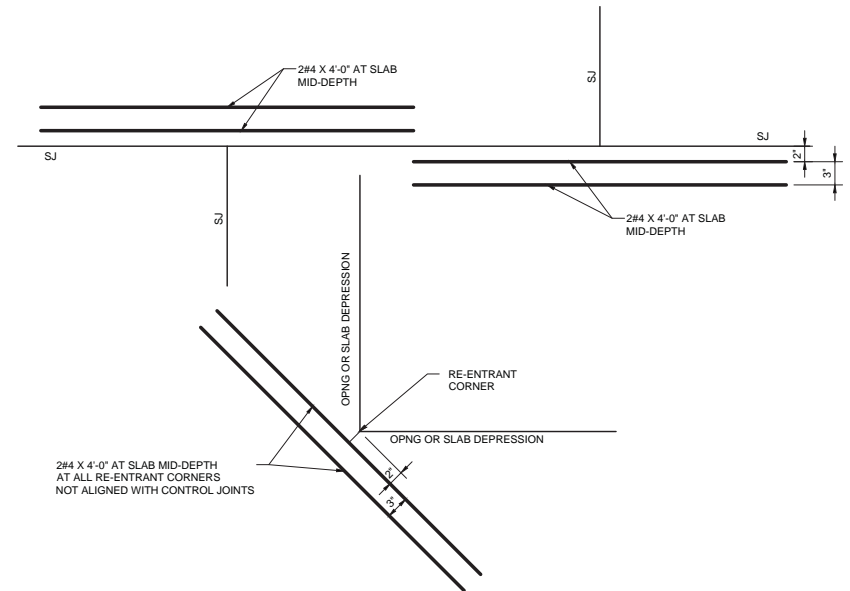 2#4 X 4'-0" AT SLAB
MID-DEPTH
SJ
SJ
SJ
SJ
2"
3"
2#4 X 4'-0" AT SLAB
MID-DEPTH
OPNG OR SLAB DEPRESSION
RE-ENTRANT
CORNER
OPNG OR SLAB DEPRESSION
2#4 X 4'-0" AT SLAB MID-DEPTH
AT ALL RE-ENTRANT CORNERS
NOT ALIGNED WITH CONTROL JOINTS
2"
3"